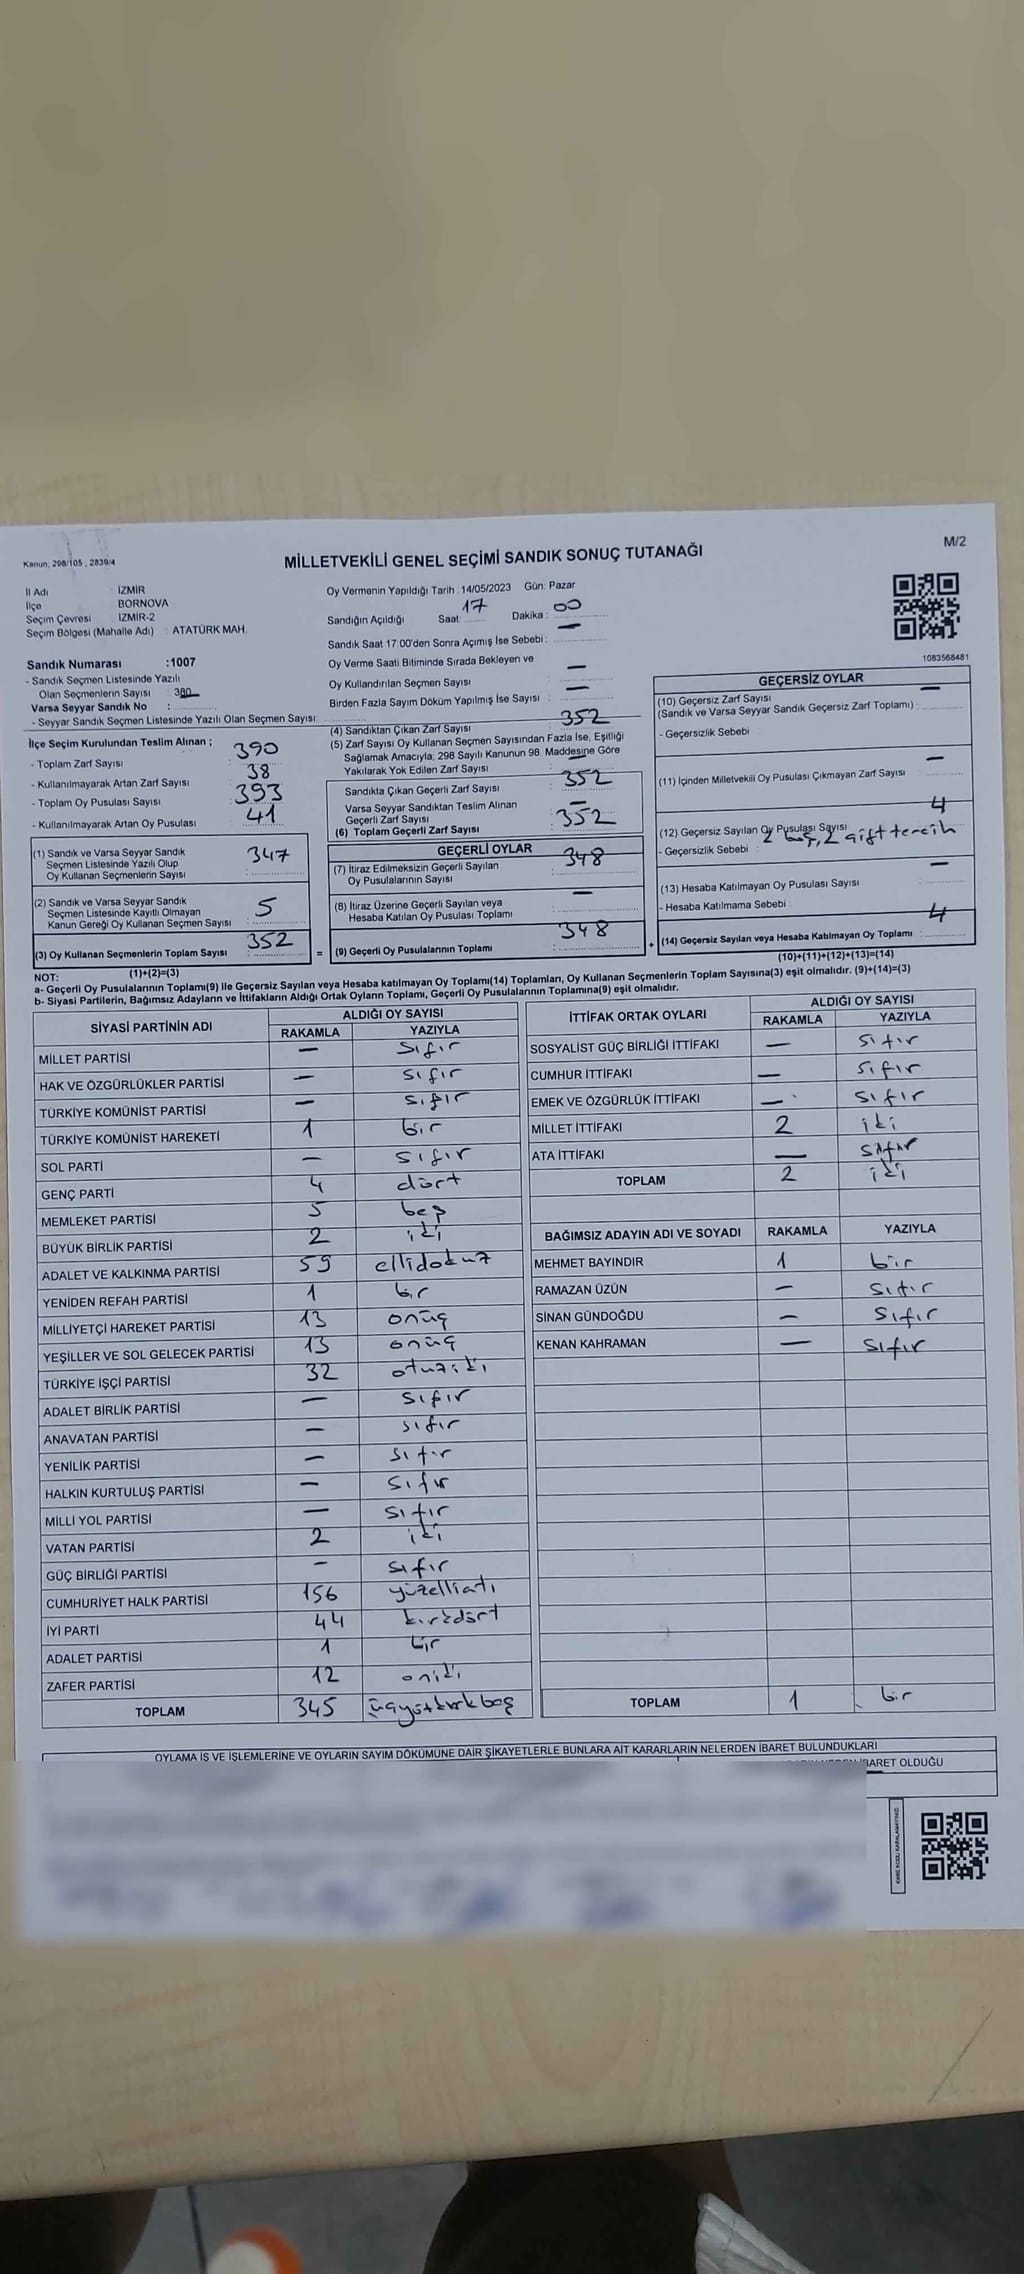 Kanun; 298/105 , 2839/4
MİLLETVEKİLİ GENEL SEÇİMİ SANDIK SONUÇ TUTANAĞI
M/2
İl Adı : İZMİR
İlçe : BORNOVA
Seçim Çevresi : İZMİR-2
Seçim Bölgesi (Mahalle Adı) : ATATÜRK MAH.
Oy Vermenin Yapıldığı Tarih : 14/05/2023 Gün: Pazar
Sandığın Açıldığı Saat: 17 Dakika : 00
Sandık Saat 17:00'den Sonra Açılmış İse Sebebi : —
Oy Verme Saati Bitiminde Sırada Bekleyen ve
Oy Kullandırılan Seçmen Sayısı : —
Birden Fazla Sayım Döküm Yapılmış İse Sayısı : —
1083568481
Sandık Numarası :1007
- Sandık Seçmen Listesinde Yazılı
Olan Seçmenlerin Sayısı : 380
Varsa Seyyar Sandık No :
- Seyyar Sandık Seçmen Listesinde Yazılı Olan Seçmen Sayısı:
İlçe Seçim Kurulundan Teslim Alınan ;
- Toplam Zarf Sayısı : 390
- Kullanılmayarak Artan Zarf Sayısı : 38
- Toplam Oy Pusulası Sayısı : 393
- Kullanılmayarak Artan Oy Pusulası : 41
(1) Sandık ve Varsa Seyyar Sandık
Seçmen Listesinde Yazılı Olup
Oy Kullanan Seçmenlerin Sayısı : 347
(2) Sandık ve Varsa Seyyar Sandık
Seçmen Listesinde Kayıtlı Olmayan
Kanun Gereği Oy Kullanan Seçmen Sayısı : 5
(3) Oy Kullanan Seçmenlerin Toplam Sayısı : 352
(1)+(2)=(3)
(4) Sandıktan Çıkan Zarf Sayısı : 352
(5) Zarf Sayısı Oy Kullanan Seçmen Sayısından Fazla İse, Eşitliği
Sağlamak Amacıyla, 298 Sayılı Kanunun 98. Maddesine Göre
Yakılarak Yok Edilen Zarf Sayısı : —
Sandıkta Çıkan Geçerli Zarf Sayısı : 352
Varsa Seyyar Sandıktan Teslim Alınan
Geçerli Zarf Sayısı : —
(6) Toplam Geçerli Zarf Sayısı : 352
=
GEÇERLİ OYLAR
(7) İtiraz Edilmeksizin Geçerli Sayılan
Oy Pusulalarının Sayısı : 348
(8) İtiraz Üzerine Geçerli Sayılan veya
Hesaba Katılan Oy Pusulası Toplamı : —
(9) Geçerli Oy Pusulalarının Toplamı : 348
+
GEÇERSİZ OYLAR
(10) Geçersiz Zarf Sayısı
(Sandık ve Varsa Seyyar Sandık Geçersiz Zarf Toplamı) : —
- Geçersizlik Sebebi :
(11) İçinden Milletvekili Oy Pusulası Çıkmayan Zarf Sayısı : —
(12) Geçersiz Sayılan Oy Pusulası Sayısı : 4
- Geçersizlik Sebebi : 2 boş, 2 çift tercih
(13) Hesaba Katılmayan Oy Pusulası Sayısı : —
- Hesaba Katılmama Sebebi :
(14) Geçersiz Sayılan veya Hesaba Katılmayan Oy Toplamı : 4
(10)+(11)+(12)+(13)=(14)
NOT:
a- Geçerli Oy Pusulalarının Toplamı(9) ile Geçersiz Sayılan veya Hesaba katılmayan Oy Toplamı(14) Toplamları, Oy Kullanan Seçmenlerin Toplam Sayısına(3) eşit olmalıdır. (9)+(14)=(3)
b- Siyasi Partilerin, Bağımsız Adayların ve İttifakların Aldığı Ortak Oyların Toplamı, Geçerli Oy Pusulalarının Toplamına(9) eşit olmalıdır.
SİYASİ PARTİNİN ADI ALDIĞI OY SAYISI
RAKAMLA YAZIYLA
MİLLET PARTİSİ — sıfır
HAK VE ÖZGÜRLÜKLER PARTİSİ — sıfır
TÜRKİYE KOMÜNİST PARTİSİ — sıfır
TÜRKİYE KOMÜNİST HAREKETİ 1 bir
SOL PARTİ — sıfır
GENÇ PARTİ 4 dört
MEMLEKET PARTİSİ 5 beş
BÜYÜK BİRLİK PARTİSİ 2 iki
ADALET VE KALKINMA PARTİSİ 59 ellidokuz
YENİDEN REFAH PARTİSİ 1 bir
MİLLİYETÇİ HAREKET PARTİSİ 13 onüç
YEŞİLLER VE SOL GELECEK PARTİSİ 13 onüç
TÜRKİYE İŞÇİ PARTİSİ 32 otuziki
ADALET BİRLİK PARTİSİ — sıfır
ANAVATAN PARTİSİ — sıfır
YENİLİK PARTİSİ — sıfır
HALKIN KURTULUŞ PARTİSİ — sıfır
MİLLİ YOL PARTİSİ — sıfır
VATAN PARTİSİ 2 iki
GÜÇ BİRLİĞİ PARTİSİ — sıfır
CUMHURİYET HALK PARTİSİ 156 yüzelliatı
İYİ PARTİ 44 kırkdört
ADALET PARTİSİ 1 bir
ZAFER PARTİSİ 12 oniki
TOPLAM 345 üçyüzkırkbeş
İTTİFAK ORTAK OYLARI ALDIĞI OY SAYISI
RAKAMLA YAZIYLA
SOSYALİST GÜÇ BİRLİĞİ İTTİFAKI — sıfır
CUMHUR İTTİFAKI — sıfır
EMEK VE ÖZGÜRLÜK İTTİFAKI — sıfır
MİLLET İTTİFAKI 2 iki
ATA İTTİFAKI — sıfır
TOPLAM 2 iki
BAĞIMSIZ ADAYIN ADI VE SOYADI RAKAMLA YAZIYLA
MEHMET BAYINDIR 1 bir
RAMAZAN ÜZÜN — sıfır
SİNAN GÜNDOĞDU — sıfır
KENAN KAHRAMAN — sıfır
TOPLAM 1 bir
OYLAMA İŞ VE İŞLEMLERİNE VE OYLARIN SAYIM DÖKÜMÜNE DAİR ŞİKAYETLERLE BUNLARA AİT KARARLARIN NELERDEN İBARET BULUNDUKLARI
İBARET OLDUĞU
KARE KODU KARALAMAYINIZ!